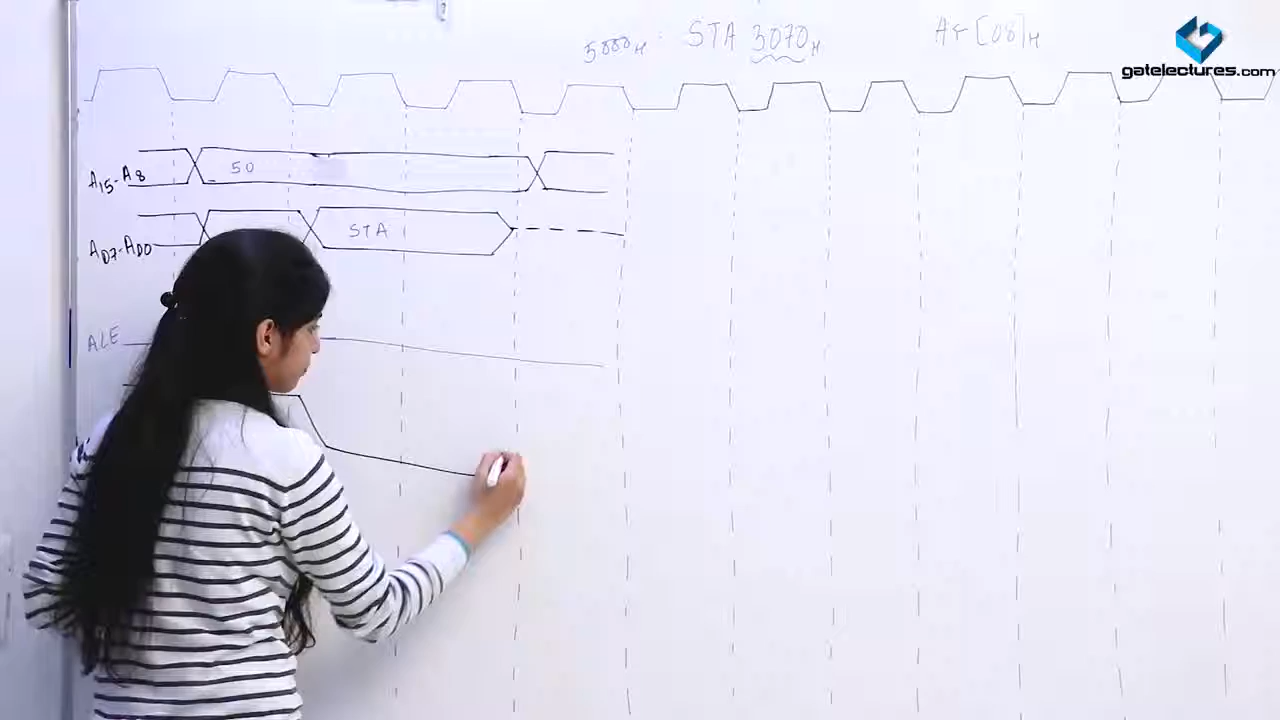 5000H : STA 3070H A← [08]H
gatelectures.com
A15-A8 50
AD7-AD0 STA
ALE